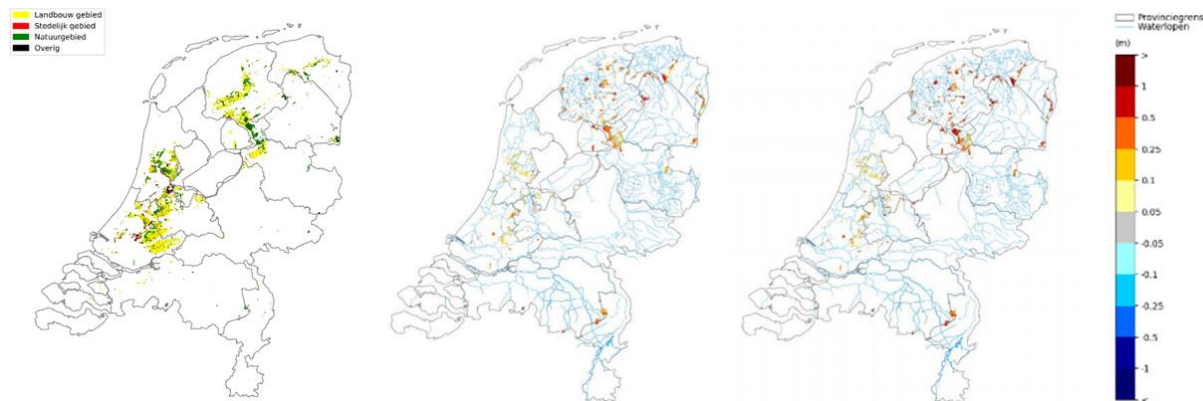 Landbouw gebied
Stedelijk gebied
Natuurgebied
Overig
Provinciegrens
Waterlopen
(m)
>
1
0.5
0.25
0.1
0.05
-0.05
-0.1
-0.25
-0.5
-1
<